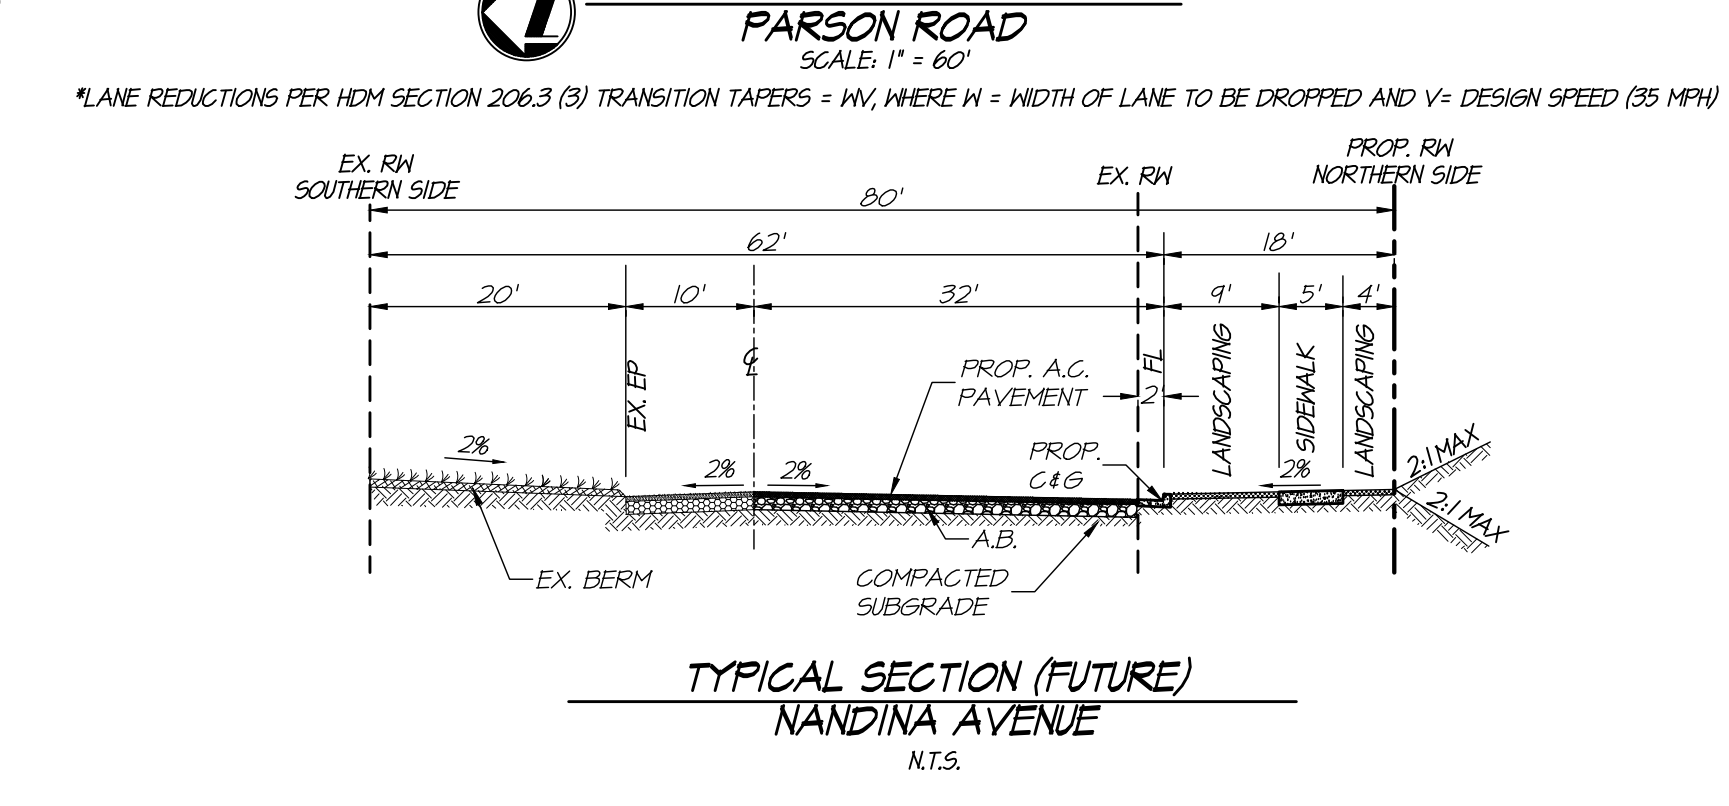 PARSON ROAD
SCALE: 1" = 60'
*LANE REDUCTIONS PER HDM SECTION 206.3 (3) TRANSITION TAPERS = WV, WHERE W = WIDTH OF LANE TO BE DROPPED AND V= DESIGN SPEED (35 MPH)
EX. RW
SOUTHERN SIDE
EX. RW
PROP. RW
NORTHERN SIDE
80'
62'
18'
20'
10'
32'
9'
5'
4'
EX. EP
℄
PROP. A.C.
PAVEMENT
FL
2'
LANDSCAPING
SIDEWALK
LANDSCAPING
2%
2%
2%
PROP.
C&G
2%
2:1 MAX
2:1 MAX
A.B.
EX. BERM
COMPACTED
SUBGRADE
TYPICAL SECTION (FUTURE)
NANDINA AVENUE
N.T.S.